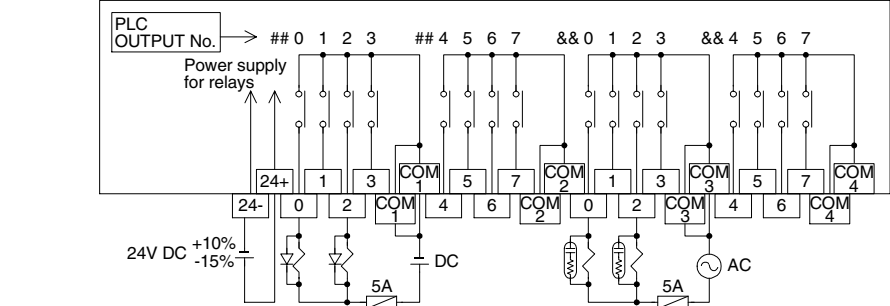 PLC
OUTPUT No.
## 0 1 2 3 ## 4 5 6 7 && 0 1 2 3 && 4 5 6 7
Power supply
for relays
24+ 1 3 COM 1 5 7 COM 2 1 3 COM 3 5 7 COM 4
24- 0 2 COM 1 4 6 COM 2 0 2 COM 3 4 6 COM 4
24V DC +10% -15% DC AC
5A 5A